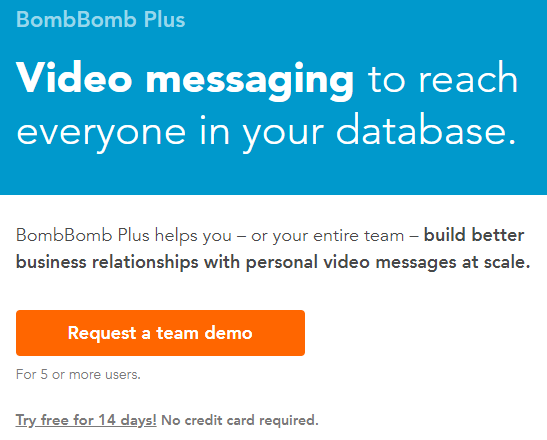 BombBomb Plus
Video messaging to reach
everyone in your database.
BombBomb Plus helps you – or your entire team – build better
business relationships with personal video messages at scale.
Request a team demo
For 5 or more users.
Try free for 14 days! No credit card required.